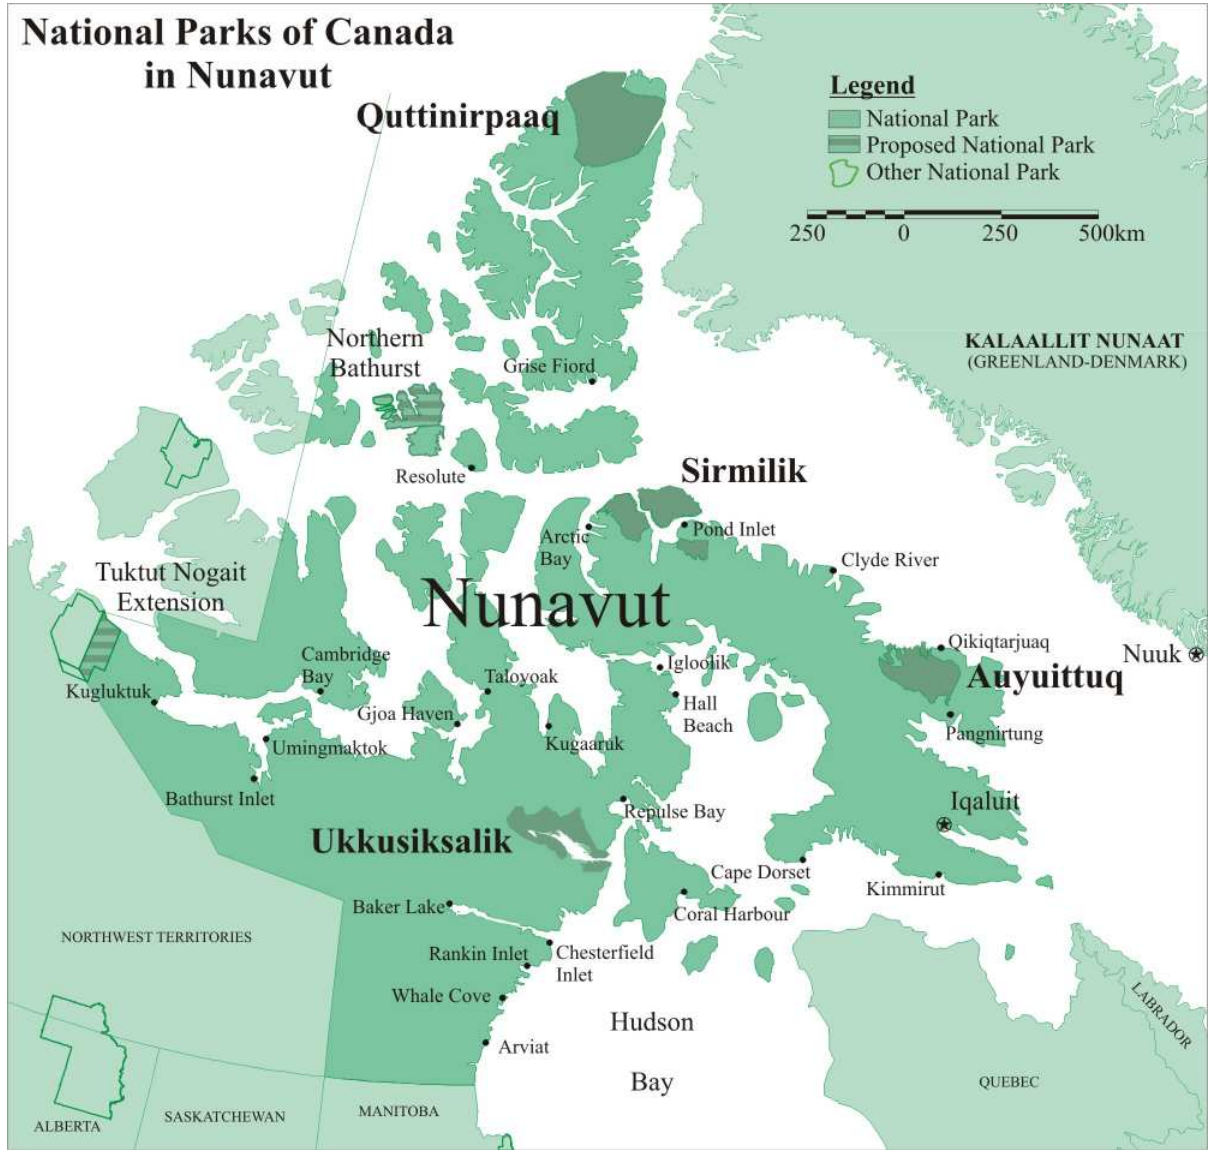 National Parks of Canada
in Nunavut
Quttinirpaaq
Legend
National Park
Proposed National Park
Other National Park
250 0 250 500km
KALAALLIT NUNAAT
(GREENLAND-DENMARK)
Northern
Bathurst
Grise Fiord
Resolute
Sirmilik
Arctic
Bay
Pond Inlet
Clyde River
Tuktut Nogait
Extension
Nunavut
Qikiqtarjuaq
Nuuk
Auyuittuq
Igloolik
Cambridge
Bay
Taloyoak
Kugluktuk
Hall
Beach
Gjoa Haven
Pangnirtung
Kugaaruk
Umingmaktok
Bathurst Inlet
Repulse Bay
Iqaluit
Ukkusiksalik
Cape Dorset
Kimmirut
Baker Lake
Coral Harbour
NORTHWEST TERRITORIES
Rankin Inlet
Chesterfield
Inlet
Whale Cove
Hudson
Bay
Arviat
LABRADOR
QUEBEC
ALBERTA
SASKATCHEWAN
MANITOBA